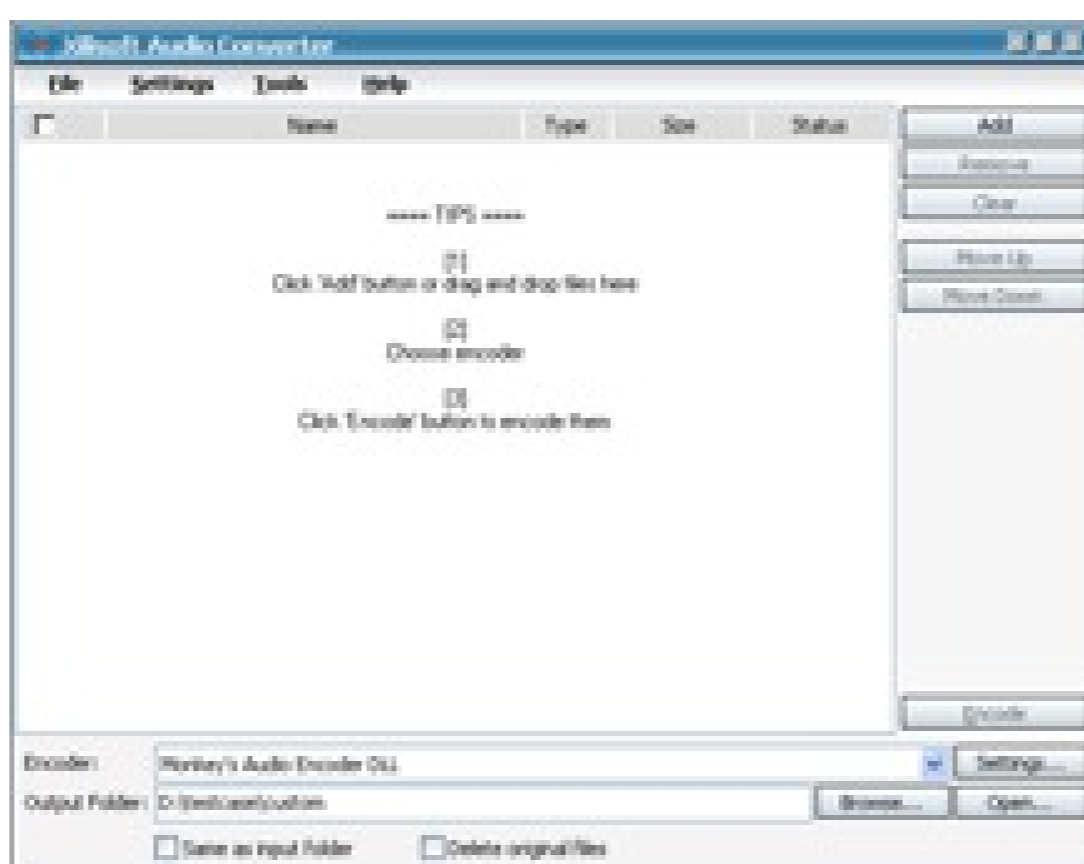 Audio Converter
File Settings Tools Help
Name Type Size Status
Add
Remove
Clear
Move Up
Move Down
===== TIPS =====
[1]
Click 'Add' button or drag and drop files here
[2]
Choose encoder
[3]
Click 'Encode' button to encode them
Encode
Encoder: Monkey's Audio Encoder DLL Settings...
Output Folder: D:\testcase\custom Browse... Open...
Same as input folder Delete original files